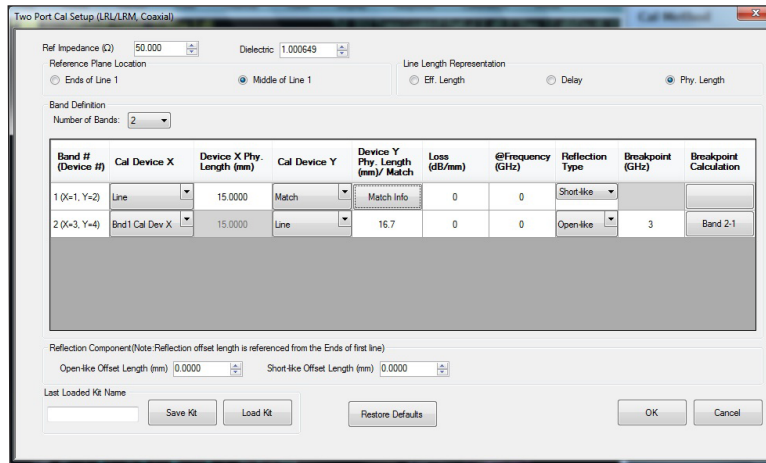 Two Port Cal Setup (LRL/LRM, Coaxial)
Cal Method
Ref Impedance (Ω) 50.000 Dielectric 1.000649
Reference Plane Location
Ends of Line 1 Middle of Line 1
Line Length Representation
Eff. Length Delay Phy. Length
Band Definition
Number of Bands: 2
Band # (Device #) Cal Device X Device X Phy. Length (mm) Cal Device Y Device Y Phy. Length (mm)/ Match Loss (dB/mm) @Frequency (GHz) Reflection Type Breakpoint (GHz) Breakpoint Calculation
1 (X=1, Y=2) Line 15.0000 Match Match Info 0 0 Short-like
2 (X=3, Y=4) Bnd1 Cal Dev X 15.0000 Line 16.7 0 0 Open-like 3 Band 2-1
Reflection Component(Note:Reflection offset length is referenced from the Ends of first line)
Open-like Offset Length (mm) 0.0000 Short-like Offset Length (mm) 0.0000
Last Loaded Kit Name
Save Kit Load Kit Restore Defaults OK Cancel